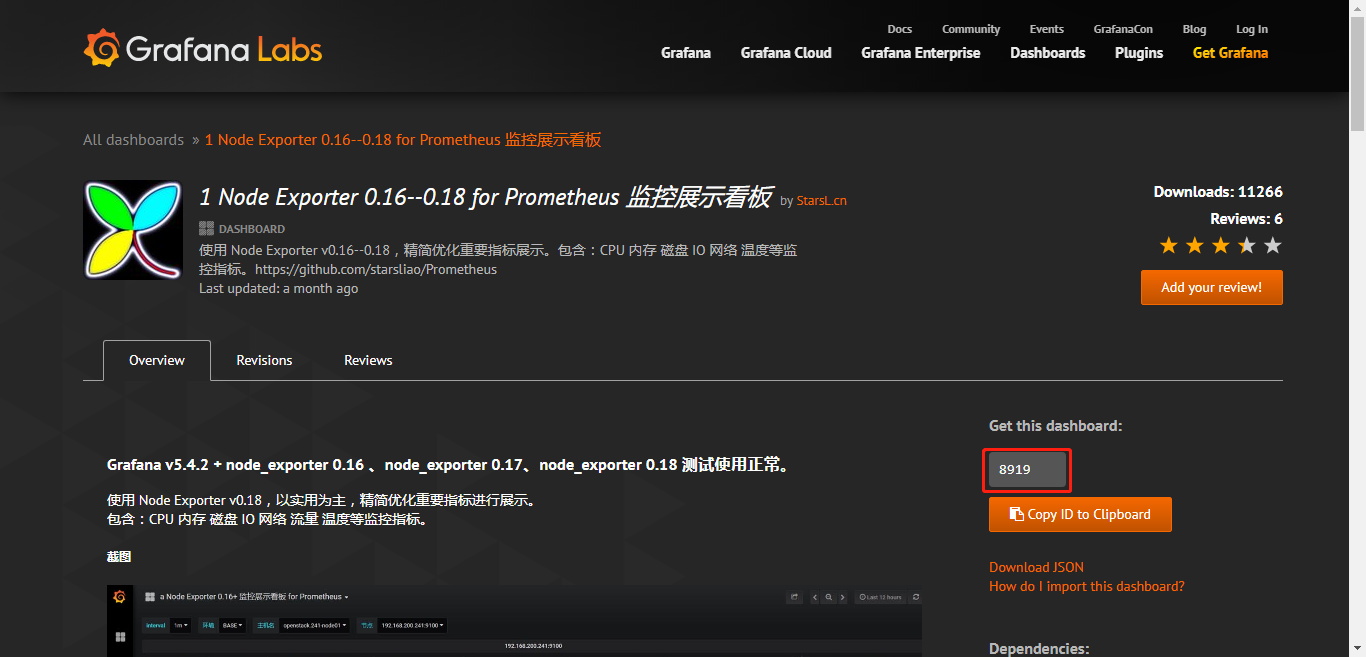 Grafana Labs
Docs Community Events GrafanaCon Blog Log In
Grafana Grafana Cloud Grafana Enterprise Dashboards Plugins Get Grafana
All dashboards » 1 Node Exporter 0.16--0.18 for Prometheus 监控展示看板
1 Node Exporter 0.16--0.18 for Prometheus 监控展示看板 by StarsL.cn
DASHBOARD
使用 Node Exporter v0.16--0.18，精简优化重要指标展示。包含：CPU 内存 磁盘 IO 网络 温度等监
控指标。https://github.com/starsliao/Prometheus
Last updated: a month ago
Downloads: 11266
Reviews: 6
Add your review!
Overview Revisions Reviews
Grafana v5.4.2 + node_exporter 0.16 、node_exporter 0.17、node_exporter 0.18 测试使用正常。
使用 Node Exporter v0.18，以实用为主，精简优化重要指标进行展示。
包含：CPU 内存 磁盘 IO 网络 流量 温度等监控指标。
截图
a Node Exporter 0.16+ 监控展示看板 for Prometheus
Last 12 hours
Interval 1m 环境 BASE 主机名 openstack.241-node01 节点 192.168.200.241:9100
192.168.200.241:9100
Get this dashboard:
8919
Copy ID to Clipboard
Download JSON
How do I import this dashboard?
Dependencies: